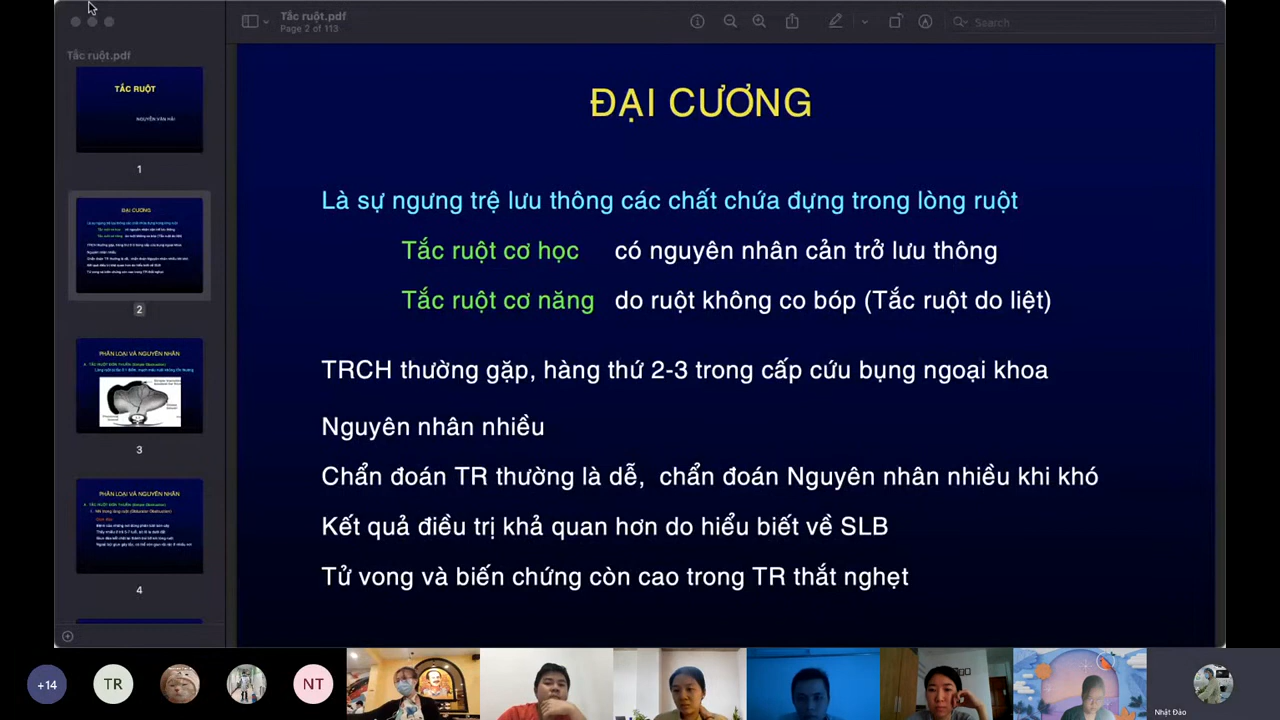 Tắc ruột.pdf
Page 2 of 113
Search
Tắc ruột.pdf
TẮC RUỘT
NGUYỄN VĂN HẢI
1
ĐẠI CƯƠNG
2
PHÂN LOẠI VÀ NGUYÊN NHÂN
3
PHÂN LOẠI VÀ NGUYÊN NHÂN
4
ĐẠI CƯƠNG
Là sự ngưng trệ lưu thông các chất chứa đựng trong lòng ruột
Tắc ruột cơ học có nguyên nhân cản trở lưu thông
Tắc ruột cơ năng do ruột không co bóp (Tắc ruột do liệt)
TRCH thường gặp, hàng thứ 2-3 trong cấp cứu bụng ngoại khoa
Nguyên nhân nhiều
Chẩn đoán TR thường là dễ, chẩn đoán Nguyên nhân nhiều khi khó
Kết quả điều trị khả quan hơn do hiểu biết về SLB
Tử vong và biến chứng còn cao trong TR thắt nghẹt
+14
TR
NT
Nhật Đào